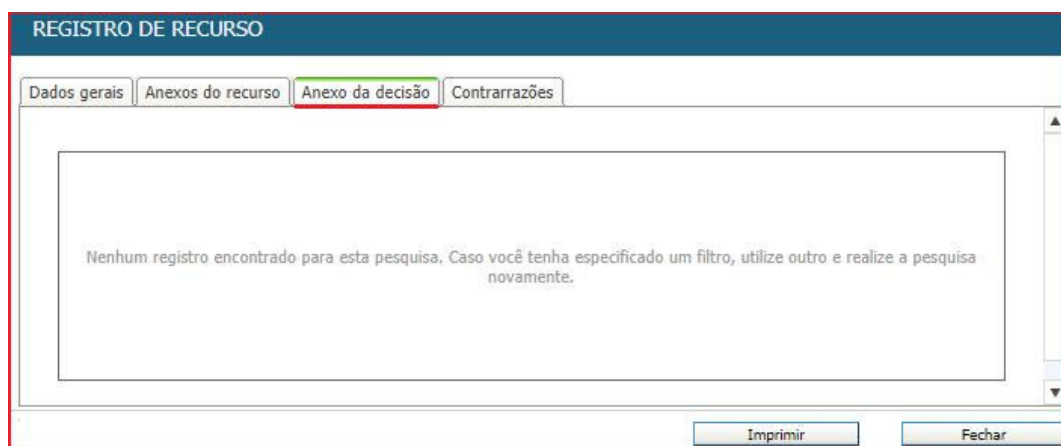 REGISTRO DE RECURSO
Dados gerais Anexos do recurso Anexo da decisão Contrarrazões
Nenhum registro encontrado para esta pesquisa. Caso você tenha especificado um filtro, utilize outro e realize a pesquisa
novamente.
Imprimir Fechar